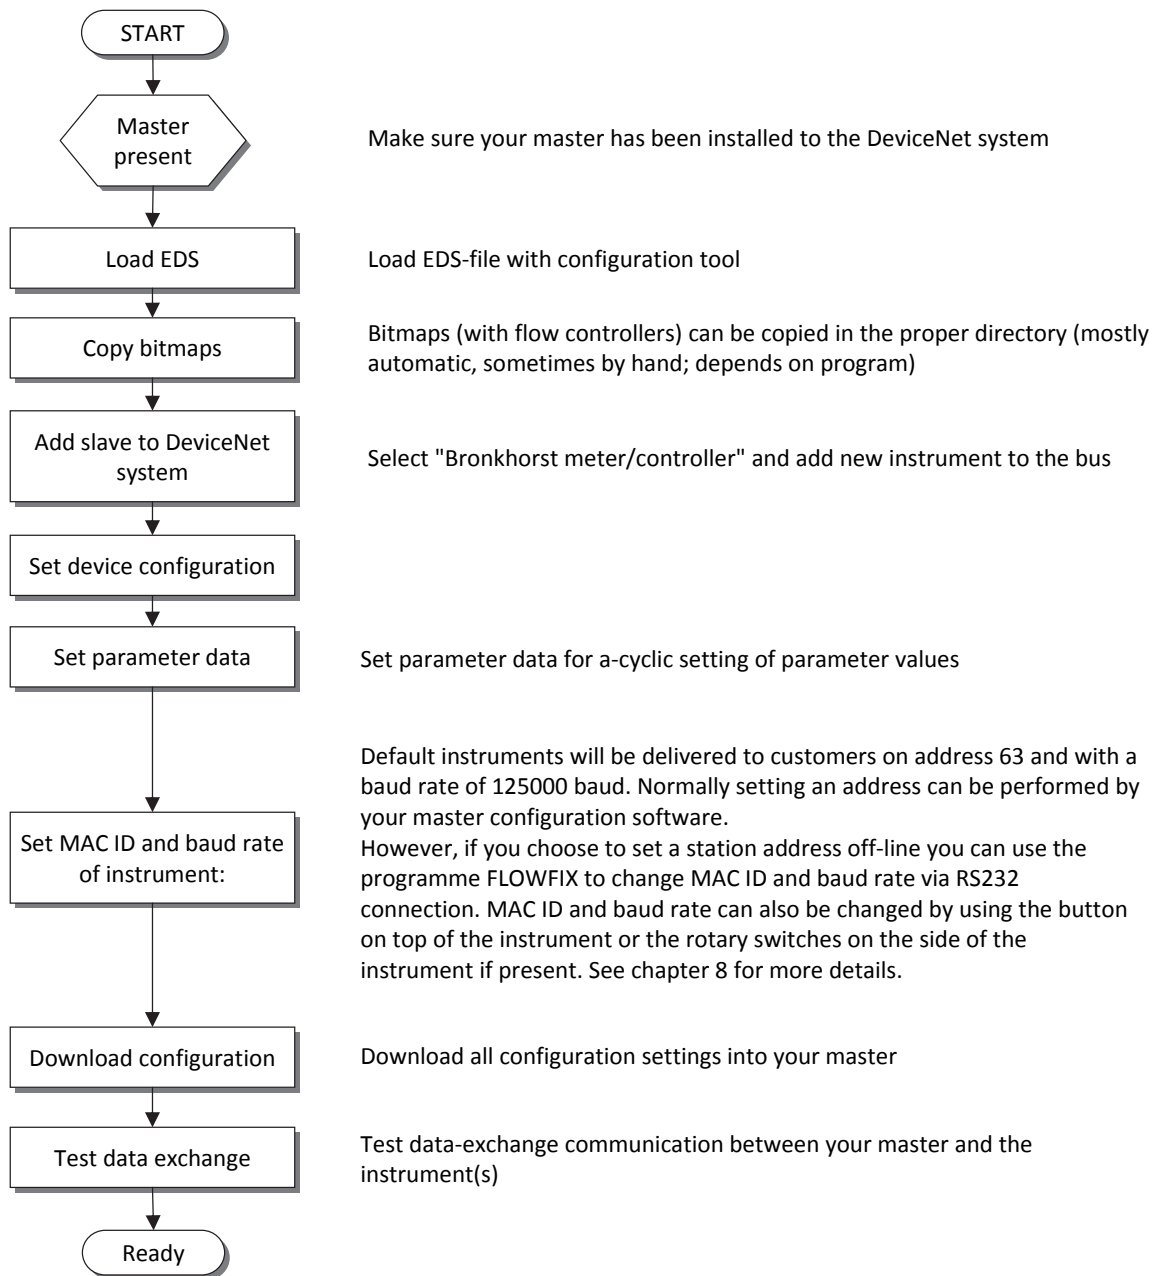 START
Master
present
Make sure your master has been installed to the DeviceNet system
Load EDS
Load EDS-file with configuration tool
Copy bitmaps
Bitmaps (with flow controllers) can be copied in the proper directory (mostly
automatic, sometimes by hand; depends on program)
Add slave to DeviceNet
system
Select "Bronkhorst meter/controller" and add new instrument to the bus
Set device configuration
Set parameter data
Set parameter data for a-cyclic setting of parameter values
Set MAC ID and baud rate
of instrument:
Default instruments will be delivered to customers on address 63 and with a
baud rate of 125000 baud. Normally setting an address can be performed by
your master configuration software.
However, if you choose to set a station address off-line you can use the
programme FLOWFIX to change MAC ID and baud rate via RS232
connection. MAC ID and baud rate can also be changed by using the button
on top of the instrument or the rotary switches on the side of the
instrument if present. See chapter 8 for more details.
Download configuration
Download all configuration settings into your master
Test data exchange
Test data-exchange communication between your master and the
instrument(s)
Ready